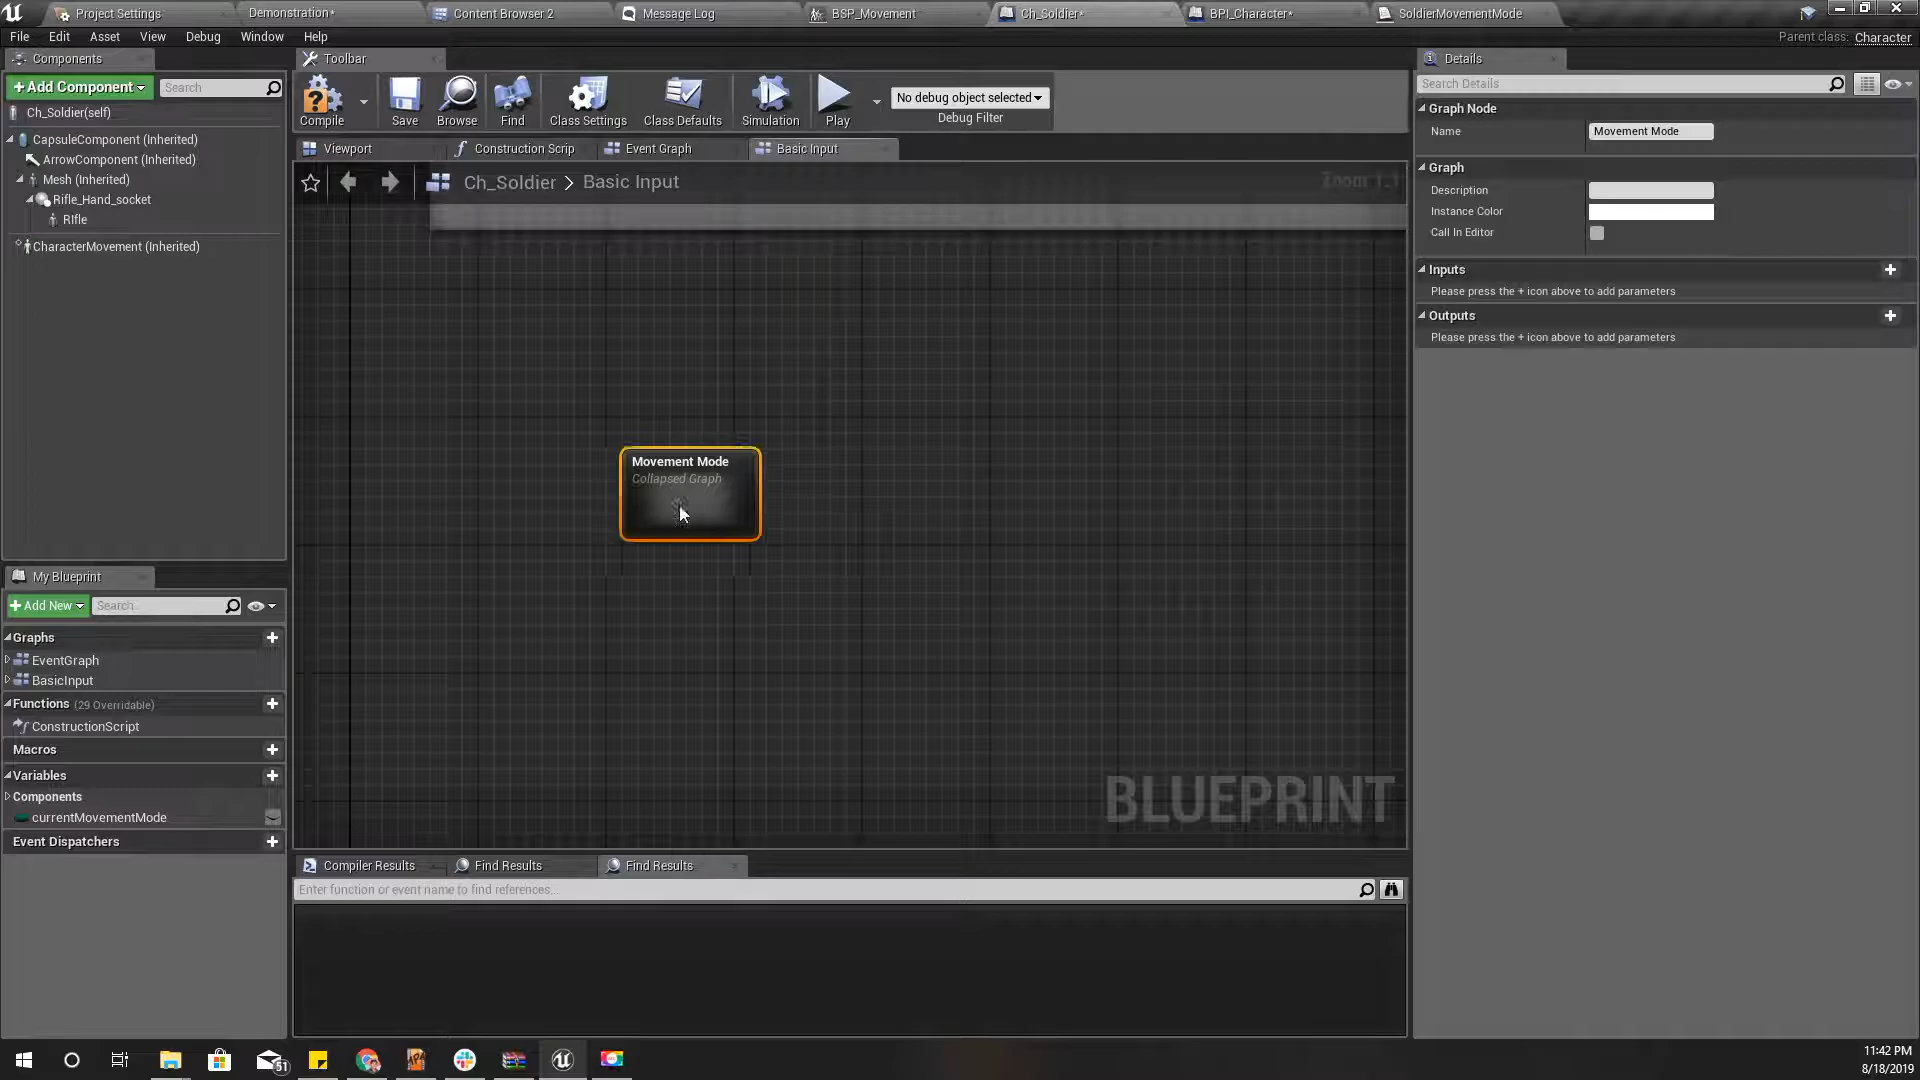 Project Settings
Demonstration*
Content Browser 2
Message Log
BSP_Movement
Ch_Soldier*
BPI_Character*
SoldierMovementMode
File Edit Asset View Debug Window Help
Parent class: Character
Components
+Add Component
Search
Ch_Soldier(self)
CapsuleComponent (Inherited)
ArrowComponent (Inherited)
Mesh (Inherited)
Rifle_Hand_socket
RIfle
CharacterMovement (Inherited)
My Blueprint
+Add New
Search
Graphs
EventGraph
BasicInput
Functions (29 Overridable)
ConstructionScript
Macros
Variables
Components
currentMovementMode
Event Dispatchers
Toolbar
Compile
Save
Browse
Find
Class Settings
Class Defaults
Simulation
Play
No debug object selected
Debug Filter
Viewport
Construction Scrip
Event Graph
Basic Input
Ch_Soldier > Basic Input
Zoom 1:1
Movement Mode
Collapsed Graph
BLUEPRINT
Compiler Results
Find Results
Find Results
Enter function or event name to find references...
Details
Search Details
Graph Node
Name
Movement Mode
Graph
Description
Instance Color
Call In Editor
Inputs
Please press the + icon above to add parameters
Outputs
Please press the + icon above to add parameters
51
11:42 PM
8/18/2019